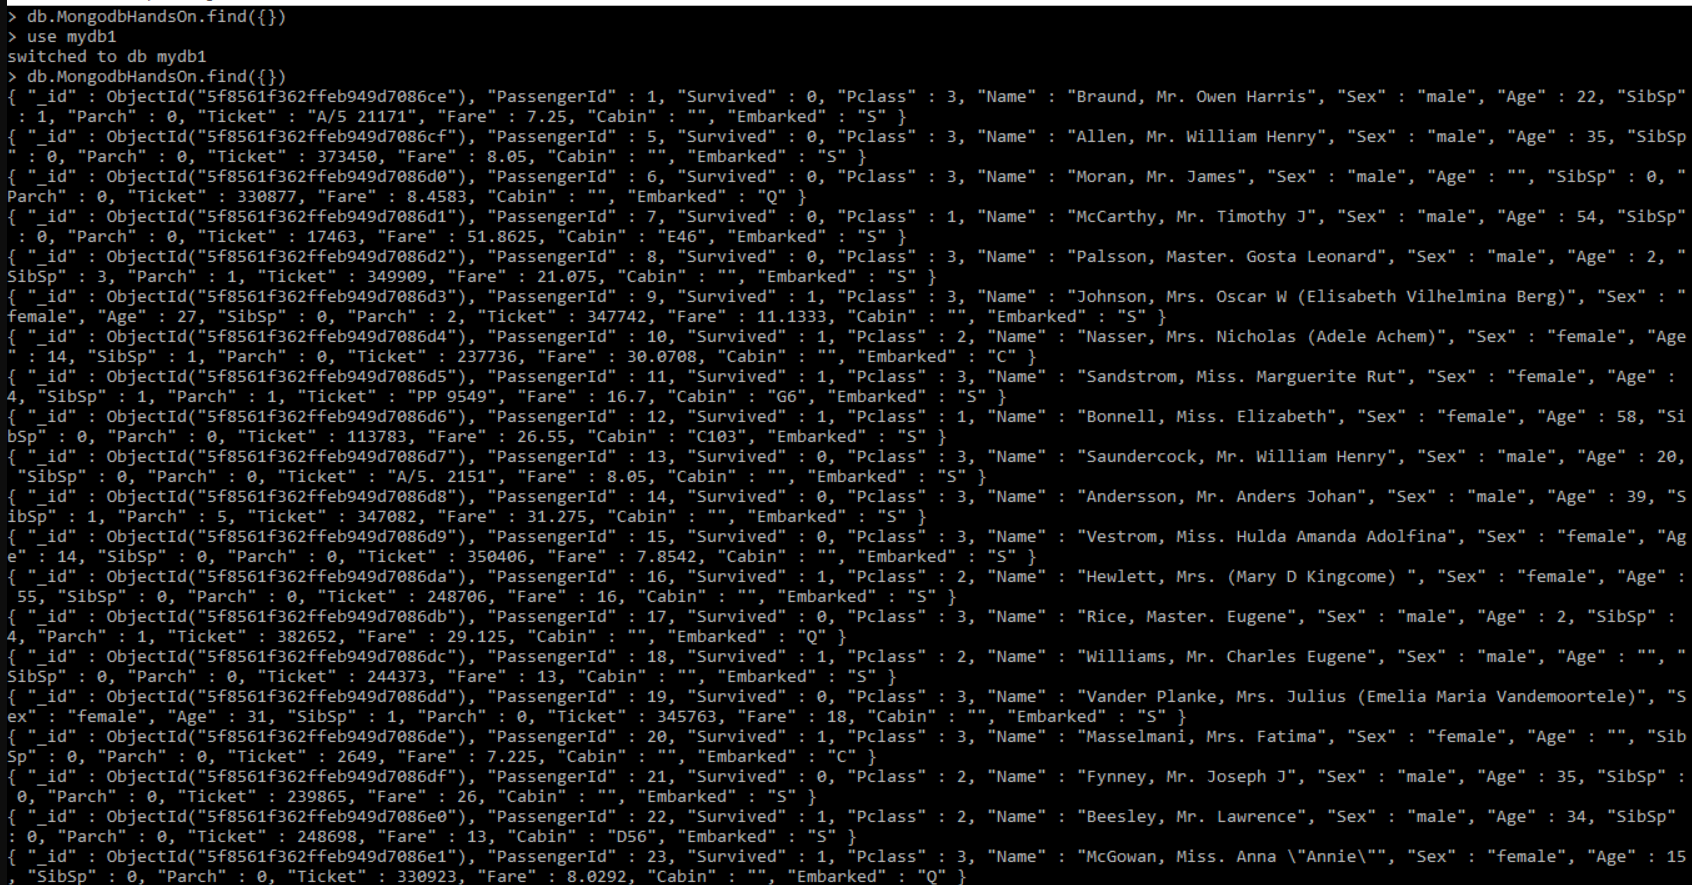 > db.MongodbHandsOn.find({})
> use mydb1
switched to db mydb1
> db.MongodbHandsOn.find({})
{ "_id" : ObjectId("5f8561f362ffeb949d7086ce"), "PassengerId" : 1, "Survived" : 0, "Pclass" : 3, "Name" : "Braund, Mr. Owen Harris", "Sex" : "male", "Age" : 22, "SibSp"
 : 1, "Parch" : 0, "Ticket" : "A/5 21171", "Fare" : 7.25, "Cabin" : "", "Embarked" : "S" }
{ "_id" : ObjectId("5f8561f362ffeb949d7086cf"), "PassengerId" : 5, "Survived" : 0, "Pclass" : 3, "Name" : "Allen, Mr. William Henry", "Sex" : "male", "Age" : 35, "SibSp
" : 0, "Parch" : 0, "Ticket" : 373450, "Fare" : 8.05, "Cabin" : "", "Embarked" : "S" }
{ "_id" : ObjectId("5f8561f362ffeb949d7086d0"), "PassengerId" : 6, "Survived" : 0, "Pclass" : 3, "Name" : "Moran, Mr. James", "Sex" : "male", "Age" : "", "SibSp" : 0, "
Parch" : 0, "Ticket" : 330877, "Fare" : 8.4583, "Cabin" : "", "Embarked" : "Q" }
{ "_id" : ObjectId("5f8561f362ffeb949d7086d1"), "PassengerId" : 7, "Survived" : 0, "Pclass" : 1, "Name" : "McCarthy, Mr. Timothy J", "Sex" : "male", "Age" : 54, "SibSp"
 : 0, "Parch" : 0, "Ticket" : 17463, "Fare" : 51.8625, "Cabin" : "E46", "Embarked" : "S" }
{ "_id" : ObjectId("5f8561f362ffeb949d7086d2"), "PassengerId" : 8, "Survived" : 0, "Pclass" : 3, "Name" : "Palsson, Master. Gosta Leonard", "Sex" : "male", "Age" : 2, "
SibSp" : 3, "Parch" : 1, "Ticket" : 349909, "Fare" : 21.075, "Cabin" : "", "Embarked" : "S" }
{ "_id" : ObjectId("5f8561f362ffeb949d7086d3"), "PassengerId" : 9, "Survived" : 1, "Pclass" : 3, "Name" : "Johnson, Mrs. Oscar W (Elisabeth Vilhelmina Berg)", "Sex" : "
female", "Age" : 27, "SibSp" : 0, "Parch" : 2, "Ticket" : 347742, "Fare" : 11.1333, "Cabin" : "", "Embarked" : "S" }
{ "_id" : ObjectId("5f8561f362ffeb949d7086d4"), "PassengerId" : 10, "Survived" : 1, "Pclass" : 2, "Name" : "Nasser, Mrs. Nicholas (Adele Achem)", "Sex" : "female", "Age
" : 14, "SibSp" : 1, "Parch" : 0, "Ticket" : 237736, "Fare" : 30.0708, "Cabin" : "", "Embarked" : "C" }
{ "_id" : ObjectId("5f8561f362ffeb949d7086d5"), "PassengerId" : 11, "Survived" : 1, "Pclass" : 3, "Name" : "Sandstrom, Miss. Marguerite Rut", "Sex" : "female", "Age" :
4, "SibSp" : 1, "Parch" : 1, "Ticket" : "PP 9549", "Fare" : 16.7, "Cabin" : "G6", "Embarked" : "S" }
{ "_id" : ObjectId("5f8561f362ffeb949d7086d6"), "PassengerId" : 12, "Survived" : 1, "Pclass" : 1, "Name" : "Bonnell, Miss. Elizabeth", "Sex" : "female", "Age" : 58, "Si
bSp" : 0, "Parch" : 0, "Ticket" : 113783, "Fare" : 26.55, "Cabin" : "C103", "Embarked" : "S" }
{ "_id" : ObjectId("5f8561f362ffeb949d7086d7"), "PassengerId" : 13, "Survived" : 0, "Pclass" : 3, "Name" : "Saundercock, Mr. William Henry", "Sex" : "male", "Age" : 20,
 "SibSp" : 0, "Parch" : 0, "Ticket" : "A/5. 2151", "Fare" : 8.05, "Cabin" : "", "Embarked" : "S" }
{ "_id" : ObjectId("5f8561f362ffeb949d7086d8"), "PassengerId" : 14, "Survived" : 0, "Pclass" : 3, "Name" : "Andersson, Mr. Anders Johan", "Sex" : "male", "Age" : 39, "S
ibSp" : 1, "Parch" : 5, "Ticket" : 347082, "Fare" : 31.275, "Cabin" : "", "Embarked" : "S" }
{ "_id" : ObjectId("5f8561f362ffeb949d7086d9"), "PassengerId" : 15, "Survived" : 0, "Pclass" : 3, "Name" : "Vestrom, Miss. Hulda Amanda Adolfina", "Sex" : "female", "Ag
e" : 14, "SibSp" : 0, "Parch" : 0, "Ticket" : 350406, "Fare" : 7.8542, "Cabin" : "", "Embarked" : "S" }
{ "_id" : ObjectId("5f8561f362ffeb949d7086da"), "PassengerId" : 16, "Survived" : 1, "Pclass" : 2, "Name" : "Hewlett, Mrs. (Mary D Kingcome) ", "Sex" : "female", "Age" :
 55, "SibSp" : 0, "Parch" : 0, "Ticket" : 248706, "Fare" : 16, "Cabin" : "", "Embarked" : "S" }
{ "_id" : ObjectId("5f8561f362ffeb949d7086db"), "PassengerId" : 17, "Survived" : 0, "Pclass" : 3, "Name" : "Rice, Master. Eugene", "Sex" : "male", "Age" : 2, "SibSp" :
4, "Parch" : 1, "Ticket" : 382652, "Fare" : 29.125, "Cabin" : "", "Embarked" : "Q" }
{ "_id" : ObjectId("5f8561f362ffeb949d7086dc"), "PassengerId" : 18, "Survived" : 1, "Pclass" : 2, "Name" : "Williams, Mr. Charles Eugene", "Sex" : "male", "Age" : "", "
SibSp" : 0, "Parch" : 0, "Ticket" : 244373, "Fare" : 13, "Cabin" : "", "Embarked" : "S" }
{ "_id" : ObjectId("5f8561f362ffeb949d7086dd"), "PassengerId" : 19, "Survived" : 0, "Pclass" : 3, "Name" : "Vander Planke, Mrs. Julius (Emelia Maria Vandemoortele)", "S
ex" : "female", "Age" : 31, "SibSp" : 1, "Parch" : 0, "Ticket" : 345763, "Fare" : 18, "Cabin" : "", "Embarked" : "S" }
{ "_id" : ObjectId("5f8561f362ffeb949d7086de"), "PassengerId" : 20, "Survived" : 1, "Pclass" : 3, "Name" : "Masselmani, Mrs. Fatima", "Sex" : "female", "Age" : "", "Sib
Sp" : 0, "Parch" : 0, "Ticket" : 2649, "Fare" : 7.225, "Cabin" : "", "Embarked" : "C" }
{ "_id" : ObjectId("5f8561f362ffeb949d7086df"), "PassengerId" : 21, "Survived" : 0, "Pclass" : 2, "Name" : "Fynney, Mr. Joseph J", "Sex" : "male", "Age" : 35, "SibSp" :
 0, "Parch" : 0, "Ticket" : 239865, "Fare" : 26, "Cabin" : "", "Embarked" : "S" }
{ "_id" : ObjectId("5f8561f362ffeb949d7086e0"), "PassengerId" : 22, "Survived" : 1, "Pclass" : 2, "Name" : "Beesley, Mr. Lawrence", "Sex" : "male", "Age" : 34, "SibSp"
: 0, "Parch" : 0, "Ticket" : 248698, "Fare" : 13, "Cabin" : "D56", "Embarked" : "S" }
{ "_id" : ObjectId("5f8561f362ffeb949d7086e1"), "PassengerId" : 23, "Survived" : 1, "Pclass" : 3, "Name" : "McGowan, Miss. Anna \"Annie\"", "Sex" : "female", "Age" : 15
, "SibSp" : 0, "Parch" : 0, "Ticket" : 330923, "Fare" : 8.0292, "Cabin" : "", "Embarked" : "Q" }